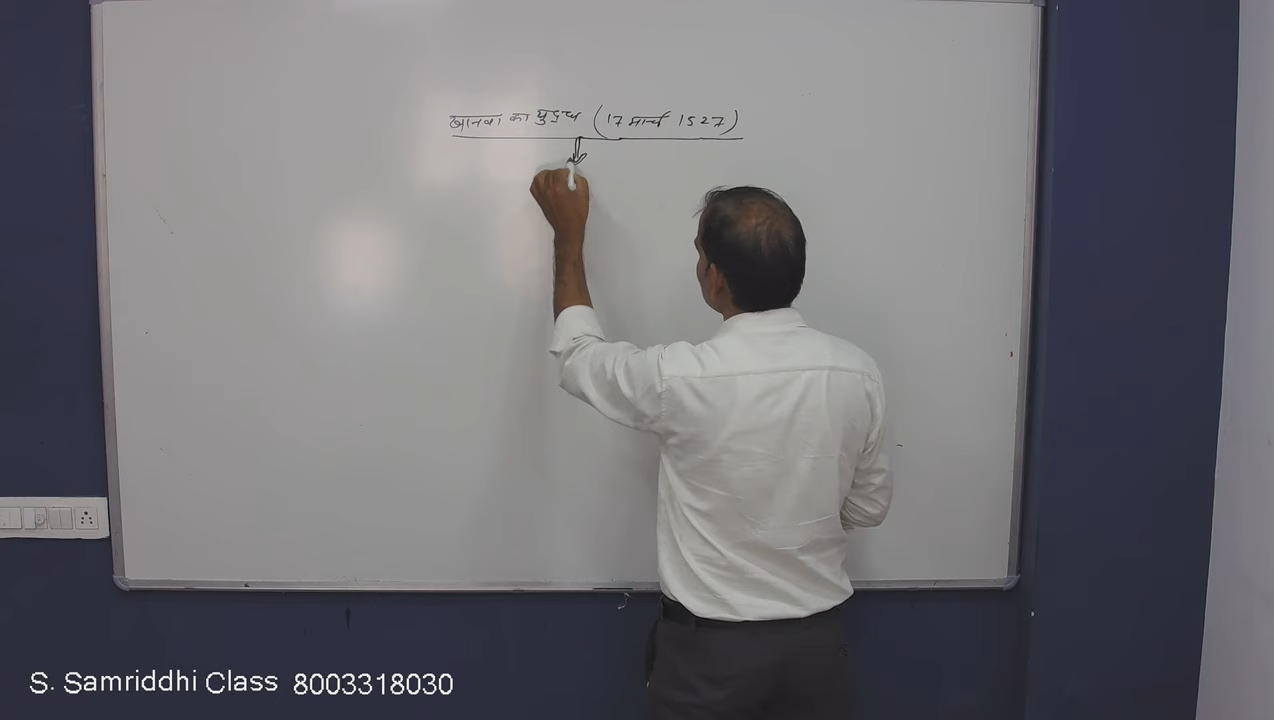 खानवा का युद्ध (17 मार्च 1527)
S. Samriddhi Class 8003318030